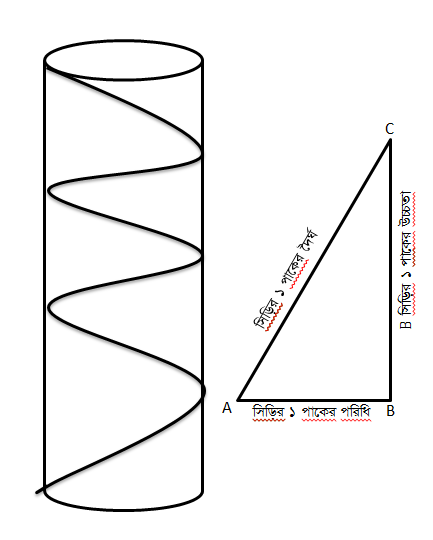 C
সিড়ির ১ পাকের দৈর্ঘ
B সিড়ির ১ পাকের উচ্চতা
A
সিড়ির ১ পাকের পরিধি
B